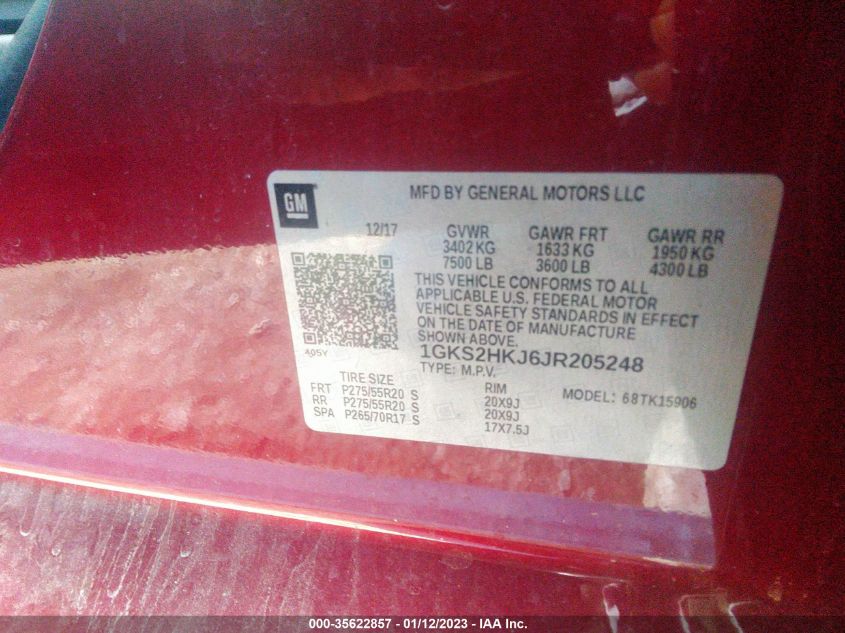 GM
MFD BY GENERAL MOTORS LLC
12/17 GVWR GAWR FRT GAWR RR
3402 KG 1633 KG 1950 KG
7500 LB 3600 LB 4300 LB
THIS VEHICLE CONFORMS TO ALL
APPLICABLE U.S. FEDERAL MOTOR
VEHICLE SAFETY STANDARDS IN EFFECT
ON THE DATE OF MANUFACTURE
SHOWN ABOVE.
405Y 1GKS2HKJ6JR205248
TYPE: M.P.V.
TIRE SIZE RIM MODEL: 68TK15906
FRT P275/55R20 S 20X9J
RR P275/55R20 S 20X9J
SPA P265/70R17 S 17X7.5J
000-35622857 - 01/12/2023 - IAA Inc.